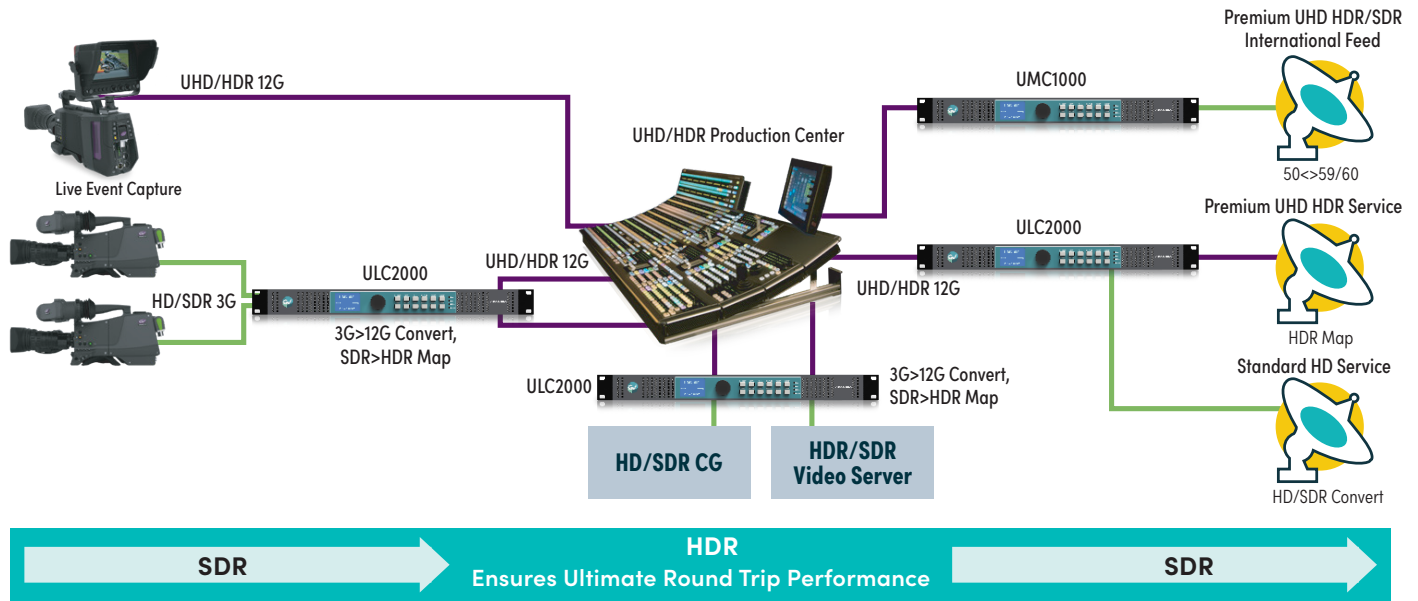 Premium UHD HDR/SDR
International Feed
UHD/HDR 12G
UMC1000
UHD/HDR Production Center
50<>59/60
Live Event Capture
Premium UHD HDR Service
ULC2000
ULC2000
UHD/HDR 12G
UHD/HDR 12G
HD/SDR 3G
3G>12G Convert,
SDR>HDR Map
HDR Map
Standard HD Service
ULC2000
3G>12G Convert,
SDR>HDR Map
HD/SDR CG
HDR/SDR
Video Server
HD/SDR Convert
SDR
HDR
Ensures Ultimate Round Trip Performance
SDR